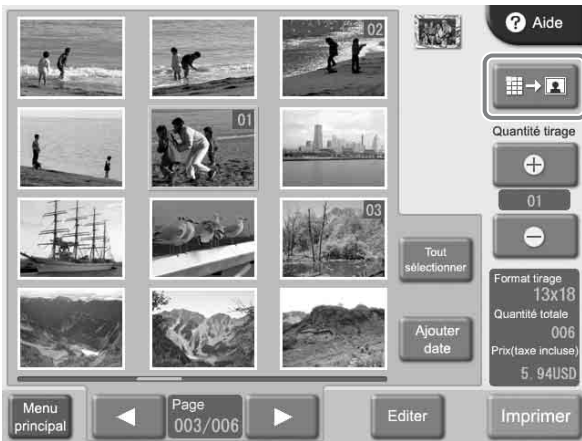 02
? Aide
01
Quantité tirage
01
03
Tout
sélectionner
Format tirage
13x18
Quantité totale
006
Prix(taxe incluse)
5.94USD
Ajouter
date
Menu
principal
Page
003/006
Editer
Imprimer